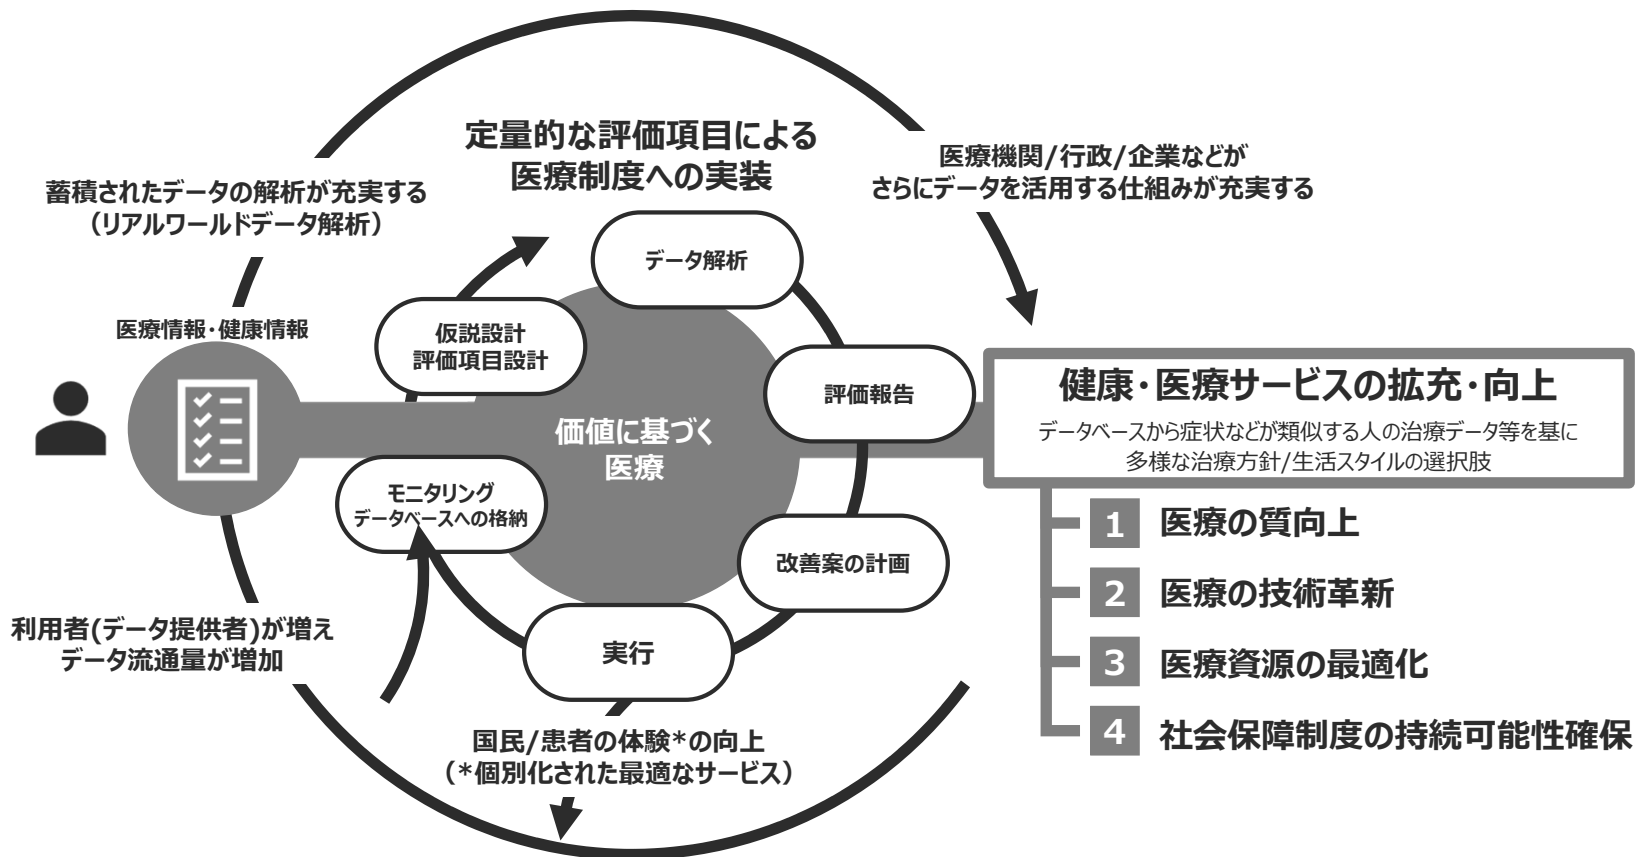 定量的な評価項目による
医療制度への実装
医療機関/行政/企業などが
さらにデータを活用する仕組みが充実する
蓄積されたデータの解析が充実する
（リアルワールドデータ解析）
医療情報・健康情報
データ解析
仮説設計
評価項目設計
評価報告
価値に基づく
医療
モニタリング
データベースへの格納
改善案の計画
実行
利用者(データ提供者)が増え
データ流通量が増加
国民/患者の体験*の向上
（*個別化された最適なサービス）
健康・医療サービスの拡充・向上
データベースから症状などが類似する人の治療データ等を基に
多様な治療方針/生活スタイルの選択肢
1 医療の質向上
2 医療の技術革新
3 医療資源の最適化
4 社会保障制度の持続可能性確保